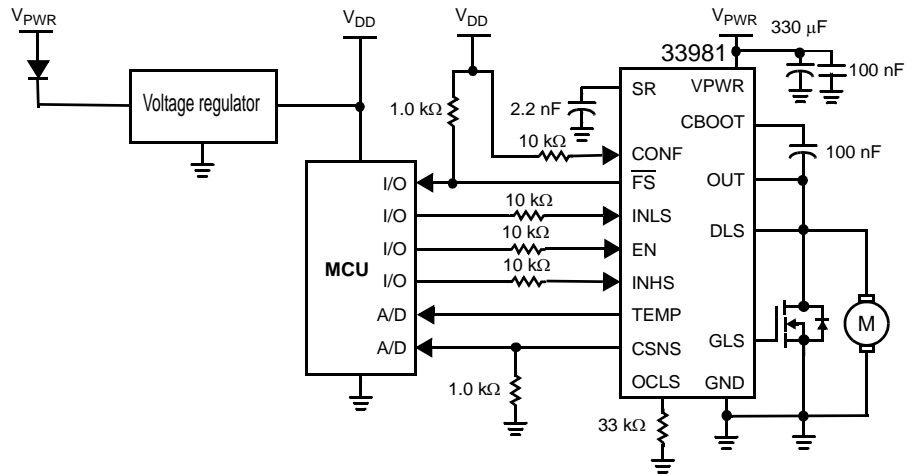 VPWR
VDD
VDD
VPWR
330 μF
33981
100 nF
Voltage regulator
1.0 kΩ
2.2 nF
SR
VPWR
CBOOT
10 kΩ
CONF
100 nF
I/O
FS
OUT
I/O
10 kΩ
INLS
DLS
I/O
10 kΩ
EN
MCU
I/O
10 kΩ
INHS
A/D
TEMP
M
A/D
CSNS
GLS
1.0 kΩ
OCLS
GND
33 kΩ